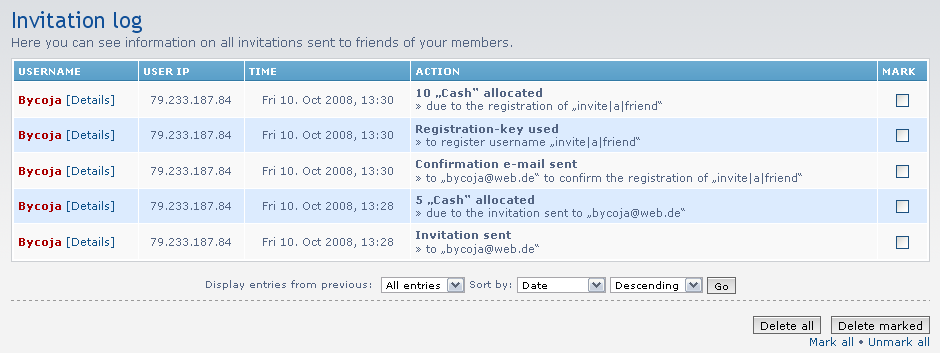 Invitation log
Here you can see information on all invitations sent to friends of your members.
USERNAME USER IP TIME ACTION MARK
Bycoja [Details] 79.233.187.84 Fri 10. Oct 2008, 13:30 10 „Cash“ allocated
» due to the registration of „invite|a|friend“
Bycoja [Details] 79.233.187.84 Fri 10. Oct 2008, 13:30 Registration-key used
» to register username „invite|a|friend“
Bycoja [Details] 79.233.187.84 Fri 10. Oct 2008, 13:30 Confirmation e-mail sent
» to „bycoja@web.de“ to confirm the registration of „invite|a|friend“
Bycoja [Details] 79.233.187.84 Fri 10. Oct 2008, 13:28 5 „Cash“ allocated
» due to the invitation sent to „bycoja@web.de“
Bycoja [Details] 79.233.187.84 Fri 10. Oct 2008, 13:28 Invitation sent
» to „bycoja@web.de“
Display entries from previous: All entries Sort by: Date Descending Go
Delete all Delete marked
Mark all • Unmark all